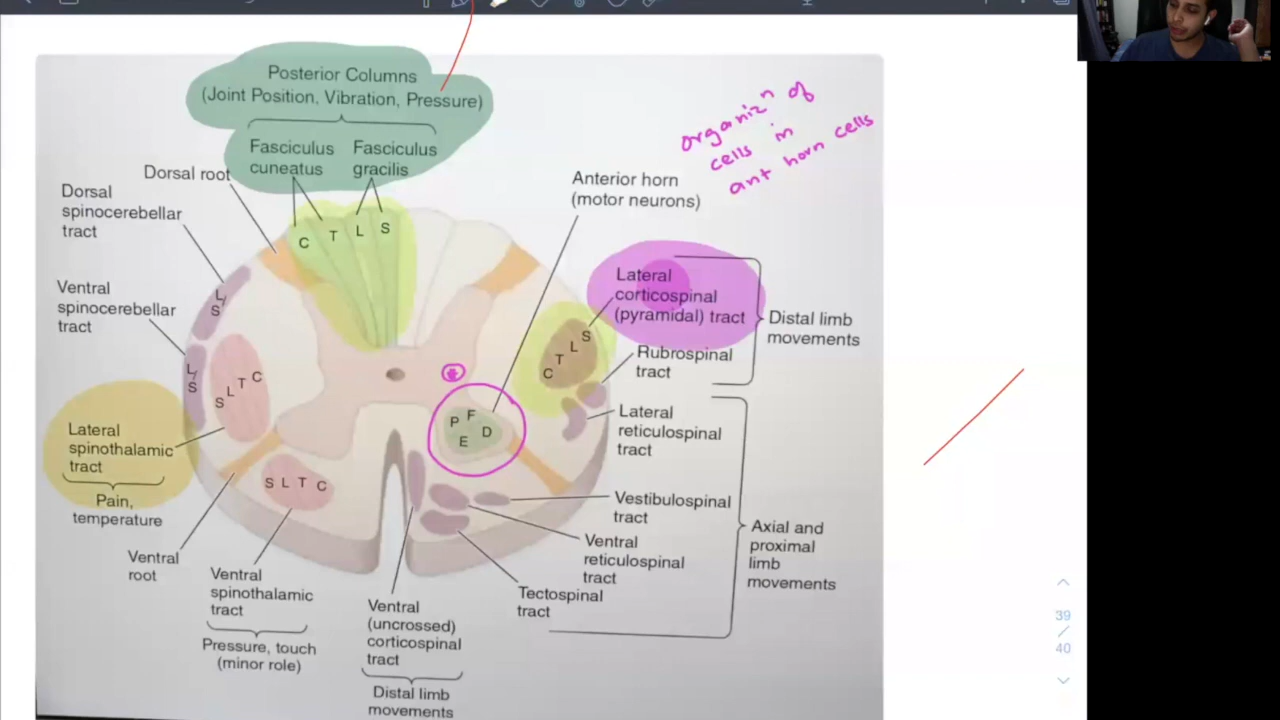 Posterior Columns
(Joint Position, Vibration, Pressure)
Fasciculus
cuneatus
Fasciculus
gracilis
Dorsal root
Dorsal
spinocerebellar
tract
Ventral
spinocerebellar
tract
Lateral
spinothalamic
tract
Pain,
temperature
Ventral
root
Ventral
spinothalamic
tract
Pressure, touch
(minor role)
Ventral
(uncrossed)
corticospinal
tract
Distal limb
movements
C T L S
L/
S
L/
S
S L T C
S L T C
P F
E D
C T L S
Anterior horn
(motor neurons)
organizn of
cells in
ant horn cells
Lateral
corticospinal
(pyramidal) tract
Rubrospinal
tract
Distal limb
movements
Lateral
reticulospinal
tract
Vestibulospinal
tract
Ventral
reticulospinal
tract
Tectospinal
tract
Axial and
proximal
limb
movements
39
/
40